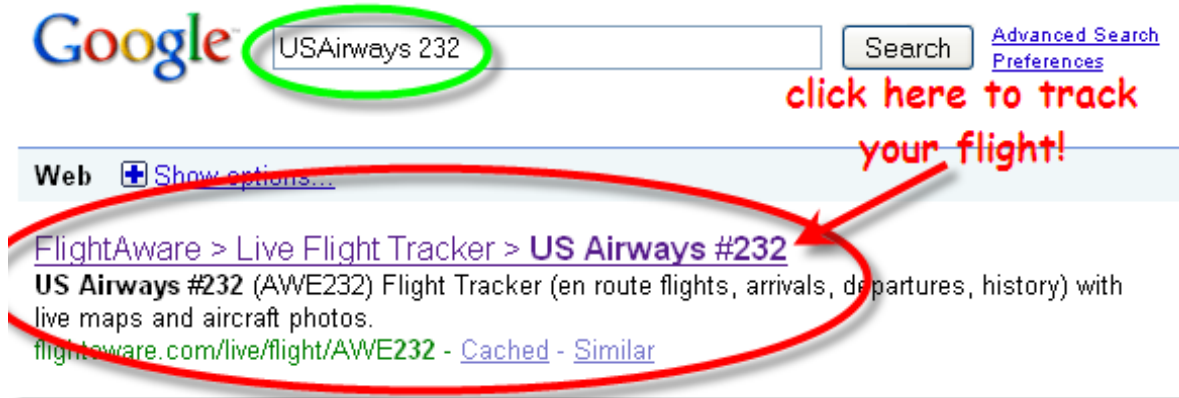 Google
USAirways 232
Search
Advanced Search
Preferences
click here to track
your flight!
Web
Show options...
FlightAware > Live Flight Tracker > US Airways #232
US Airways #232 (AWE232) Flight Tracker (en route flights, arrivals, departures, history) with
live maps and aircraft photos.
flightaware.com/live/flight/AWE232 - Cached - Similar